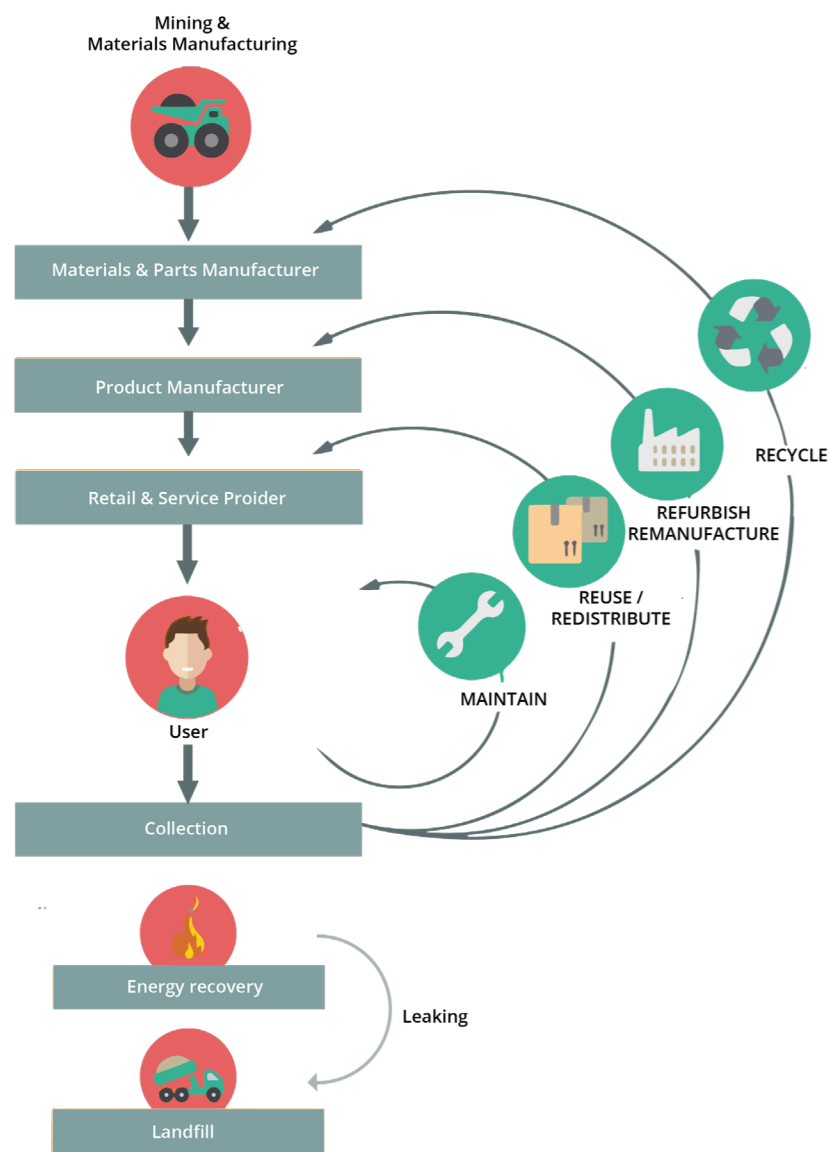 Mining &
Materials Manufacturing
Materials & Parts Manufacturer
Product Manufacturer
Retail & Service Proider
User
Collection
Energy recovery
Landfill
Leaking
MAINTAIN
REUSE /
REDISTRIBUTE
REFURBISH
REMANUFACTURE
RECYCLE